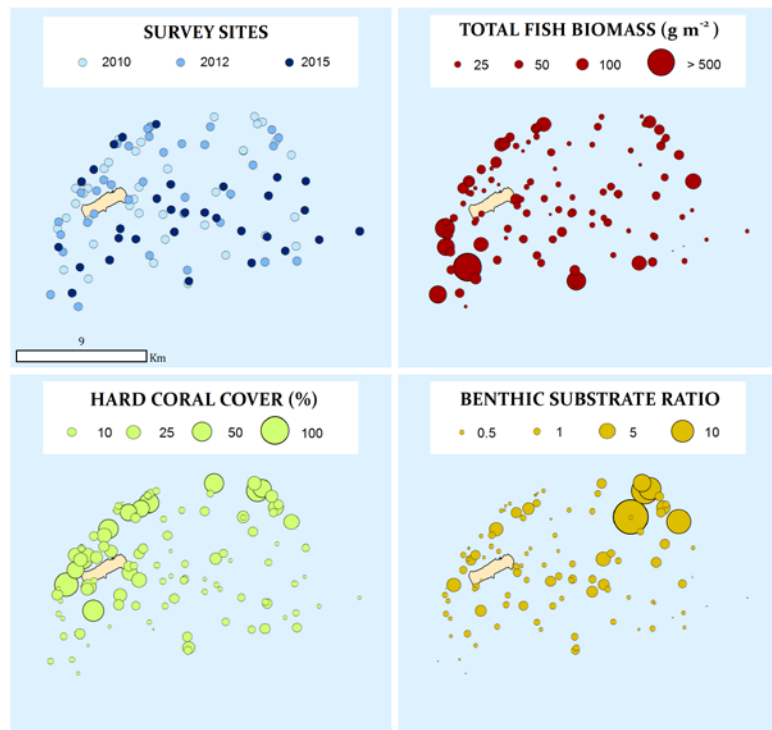 SURVEY SITES
2010 2012 2015
9
Km
TOTAL FISH BIOMASS (g m⁻²)
25 50 100 > 500
HARD CORAL COVER (%)
10 25 50 100
BENTHIC SUBSTRATE RATIO
0.5 1 5 10